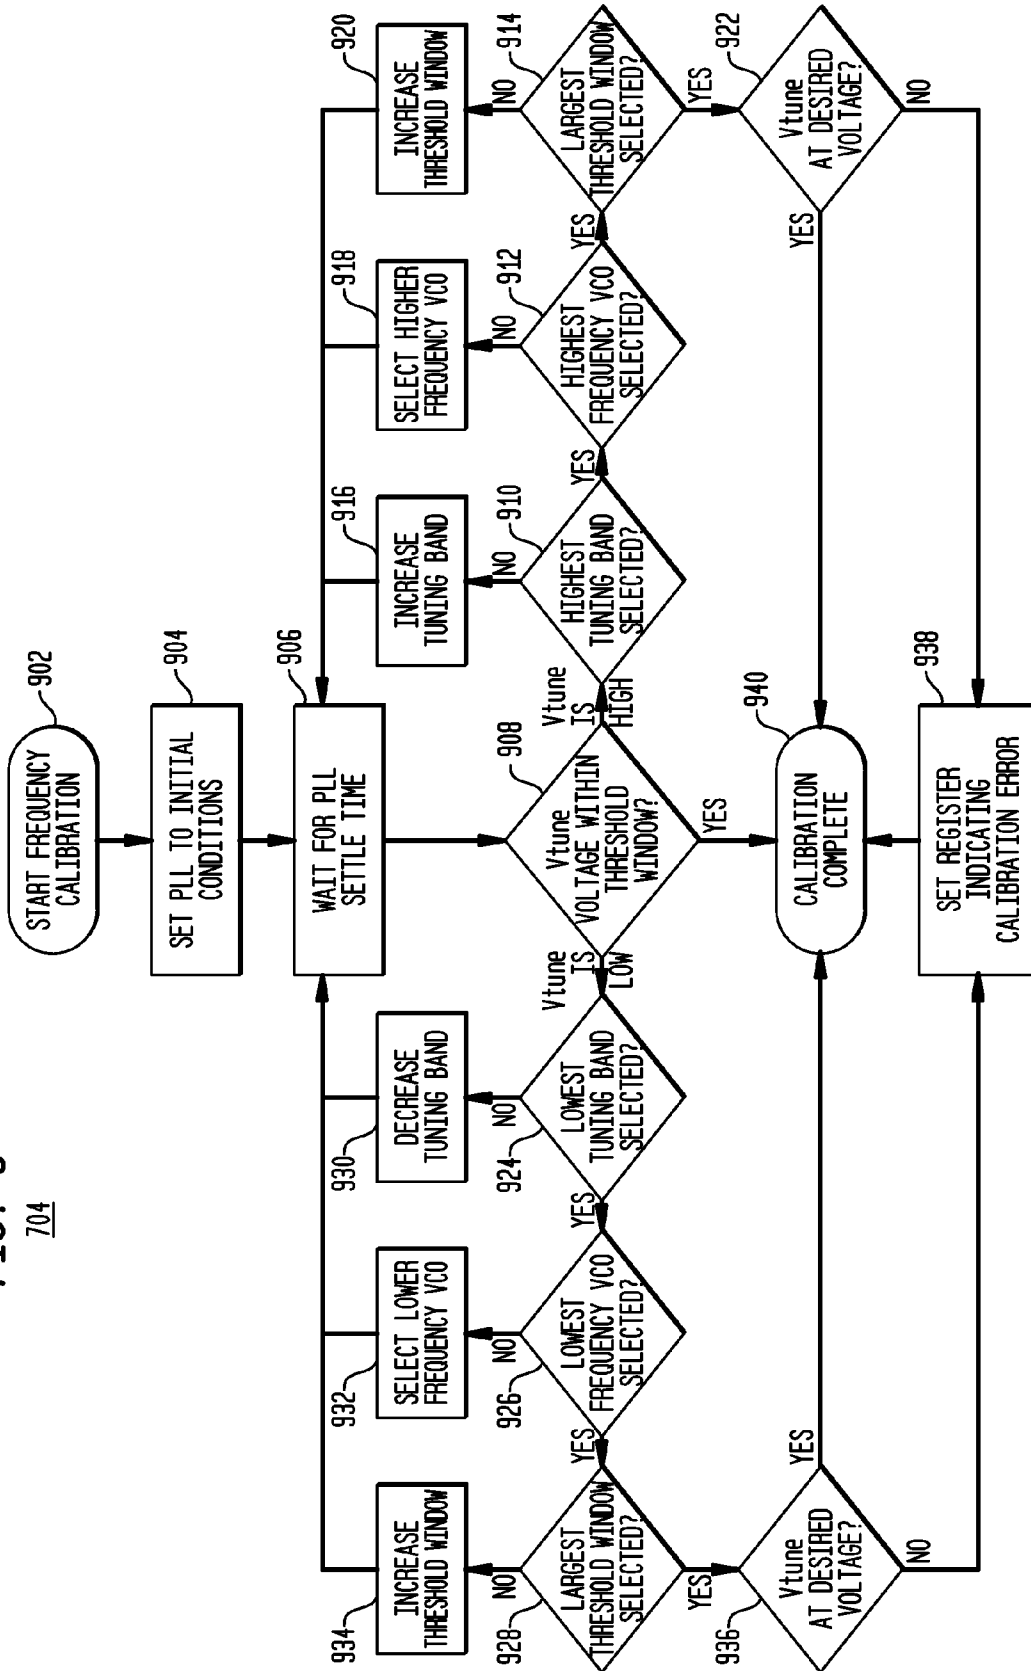 704
START FREQUENCY
CALIBRATION
902
SET PLL TO INITIAL
CONDITIONS
904
WAIT FOR PLL
SETTLE TIME
906
934
INCREASE
THRESHOLD WINDOW
932
SELECT LOWER
FREQUENCY VCO
930
DECREASE
TUNING BAND
INCREASE
TUNING BAND
916
SELECT HIGHER
FREQUENCY VCO
918
INCREASE
THRESHOLD WINDOW
920
NO
NO
NO
NO
NO
NO
928
LARGEST
THRESHOLD WINDOW
SELECTED?
YES
926
LOWEST
FREQUENCY VCO
SELECTED?
YES
924
LOWEST
TUNING BAND
SELECTED?
Vtune
IS
LOW
Vtune
VOLTAGE WITHIN
THRESHOLD
WINDOW?
908
Vtune
IS
HIGH
HIGHEST
TUNING BAND
SELECTED?
910
YES
HIGHEST
FREQUENCY VCO
SELECTED?
912
YES
LARGEST
THRESHOLD WINDOW
SELECTED?
914
YES
YES
YES
936
Vtune
AT DESIRED
VOLTAGE?
YES
CALIBRATION
COMPLETE
940
YES
Vtune
AT DESIRED
VOLTAGE?
922
NO
NO
SET REGISTER
INDICATING
CALIBRATION ERROR
938